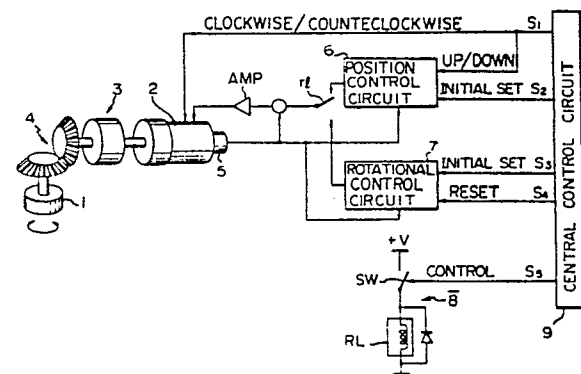 CLOCKWISE/COUNTERCLOCKWISE S1
6
UP/DOWN
POSITION CONTROL CIRCUIT
INITIAL SET S2
AMP
rl
2
3
4
5
1
7
ROTATIONAL CONTROL CIRCUIT
INITIAL SET S3
RESET S4
+V
SW
CONTROL S5
8
RL
CENTRAL CONTROL CIRCUIT
9